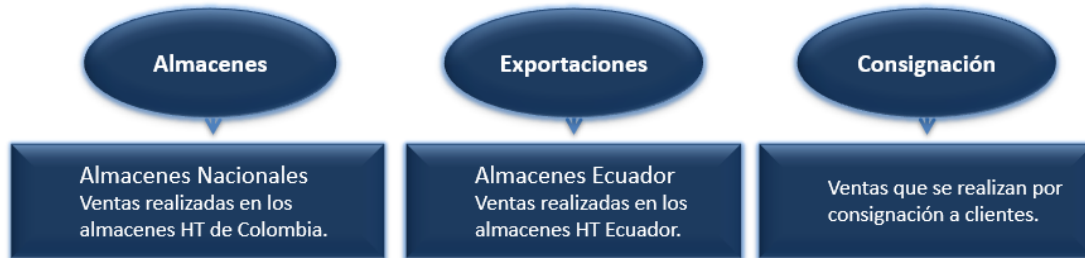 Almacenes
Exportaciones
Consignación
Almacenes Nacionales
Ventas realizadas en los
almacenes HT de Colombia.
Almacenes Ecuador
Ventas realizadas en los
almacenes HT Ecuador.
Ventas que se realizan por
consignación a clientes.